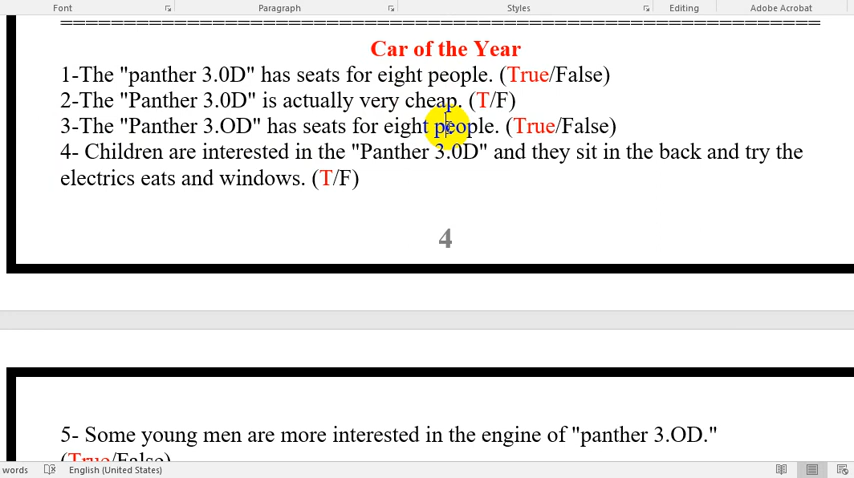 Font Paragraph Styles Editing Adobe Acrobat
Car of the Year
1-The "panther 3.0D" has seats for eight people. (True/False)
2-The "Panther 3.0D" is actually very cheap. (T/F)
3-The "Panther 3.OD" has seats for eight people. (True/False)
4- Children are interested in the "Panther 3.0D" and they sit in the back and try the
electrics eats and windows. (T/F)
4
5- Some young men are more interested in the engine of "panther 3.OD."
(True/False)
words English (United States)